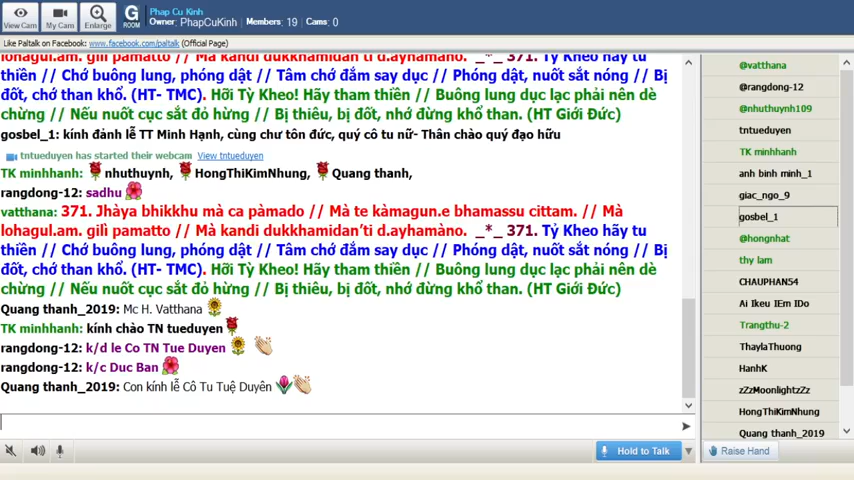 View Cam
My Cam
Enlarge
G
ROOM
Phap Cu Kinh
Owner: PhapCuKinh | Members: 19 | Cams: 0
Like Paltalk on Facebook: www.facebook.com/paltalk (Official Page)
lohagul.am. gilì pamatto // Mà kandi dukkhamidan'ti d.ayhamàno. _*_ 371. Tỷ Kheo hãy tu
thiền // Chớ buông lung, phóng dật // Tâm chớ đắm say dục // Phóng dật, nuốt sắt nóng // Bị
đốt, chớ than khổ. (HT- TMC). Hỡi Tỳ Kheo! Hãy tham thiền // Buông lung dục lạc phải nên dè
chừng // Nếu nuốt cục sắt đỏ hừng // Bị thiêu, bị đốt, nhớ đừng khổ than. (HT Giới Đức)
gosbel_1: kính đảnh lễ TT Minh Hạnh, cùng chư tôn đức, quý cô tu nữ- Thân chào quý đạo hữu
tntueduyen has started their webcam View tntueduyen
TK minhhanh: nhuthuynh, HongThiKimNhung, Quang thanh,
rangdong-12: sadhu
vatthana: 371. Jhàya bhikkhu mà ca pàmado // Mà te kàmagun.e bhamassu cittam. // Mà
lohagul.am. gilì pamatto // Mà kandi dukkhamidan'ti d.ayhamàno. _*_ 371. Tỷ Kheo hãy tu
thiền // Chớ buông lung, phóng dật // Tâm chớ đắm say dục // Phóng dật, nuốt sắt nóng // Bị
đốt, chớ than khổ. (HT- TMC). Hỡi Tỳ Kheo! Hãy tham thiền // Buông lung dục lạc phải nên dè
chừng // Nếu nuốt cục sắt đỏ hừng // Bị thiêu, bị đốt, nhớ đừng khổ than. (HT Giới Đức)
Quang thanh_2019: Mc H. Vatthana
TK minhhanh: kính chào TN tueduyen
rangdong-12: k/d le Co TN Tue Duyen
rangdong-12: k/c Duc Ban
Quang thanh_2019: Con kính lễ Cô Tu Tuệ Duyên
Hold to Talk
@vatthana
@rangdong-12
@nhuthuynh109
tntueduyen
TK minhhanh
anh binh minh_1
giac_ngo_9
gosbel_1
@hongnhat
thy lam
CHAUPHAN54
Ai Ikeu IEm IDo
Trangthu-2
ThaylaThuong
HanhK
zZzMoonlightzZz
HongThiKimNhung
Quang thanh_2019
Raise Hand